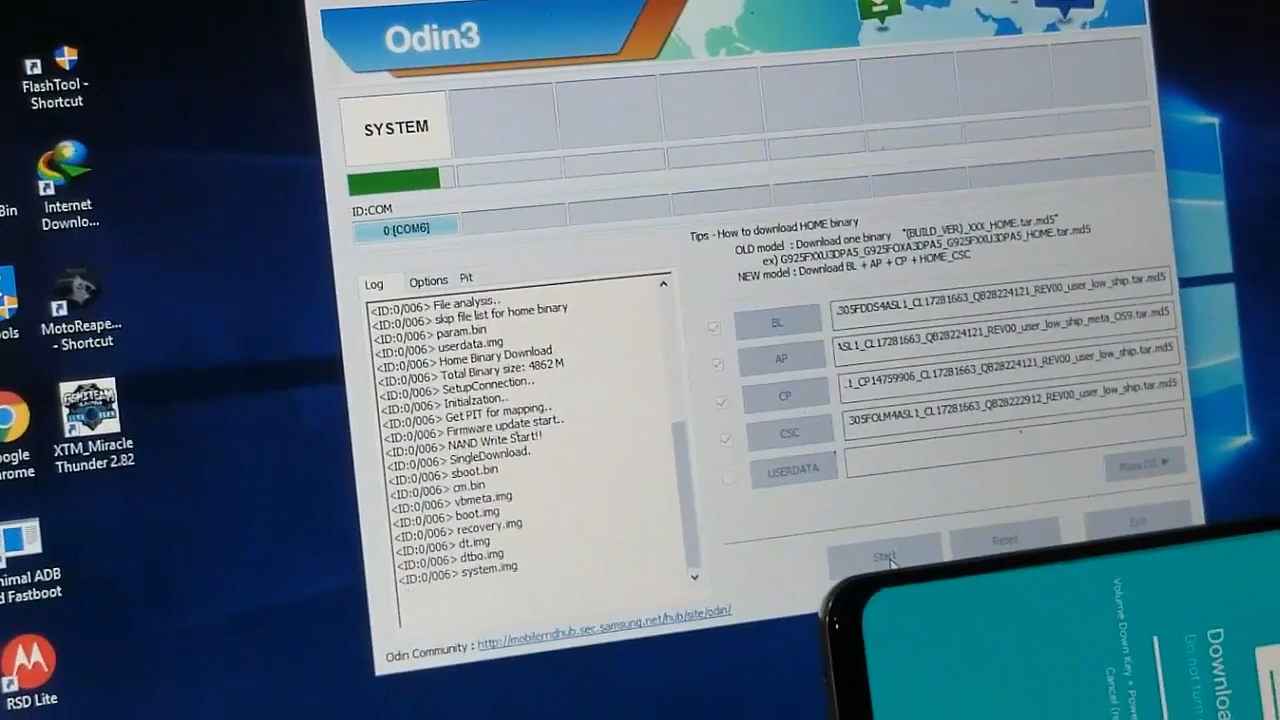 FlashTool -
Shortcut
Internet
Downlo...
Bin
ools
MotoReape...
- Shortcut
ogle
hrome
XTM_Miracle
Thunder 2.82
nimal ADB
d Fastboot
RSD Lite
Odin3
SYSTEM
ID:COM
0:[COM6]
Log
Options
Pit
<ID:0/006> File analysis..
<ID:0/006> skip file list for home binary
<ID:0/006> param.bin
<ID:0/006> userdata.img
<ID:0/006> Home Binary Download
<ID:0/006> Total Binary size: 4862 M
<ID:0/006> SetupConnection..
<ID:0/006> Initialzation..
<ID:0/006> Get PIT for mapping..
<ID:0/006> Firmware update start..
<ID:0/006> NAND Write Start!!
<ID:0/006> SingleDownload.
<ID:0/006> sboot.bin
<ID:0/006> cm.bin
<ID:0/006> vbmeta.img
<ID:0/006> boot.img
<ID:0/006> recovery.img
<ID:0/006> dt.img
<ID:0/006> dtbo.img
<ID:0/006> system.img
Tips - How to download HOME binary
OLD model : Download one binary "(BUILD_VER)_XXX_HOME.tar.md5"
ex) G925FXXU3DPA5_G925FOXA3DPA5_G925FXXU3DPA5_HOME.tar.md5
NEW model : Download BL + AP + CP + HOME_CSC
BL
305FDDS4ASL1_CL17281663_QB28224121_REV00_user_low_ship.tar.md5
AP
SL1_CL17281663_QB28224121_REV00_user_low_ship_meta_OS9.tar.md5
CP
1_CP14759906_CL17281663_QB28224121_REV00_user_low_ship.tar.md5
CSC
305FOLM4ASL1_CL17281663_QB28222912_REV00_user_low_ship.tar.md5
USERDATA
Start
Reset
Exit
Odin Community : http://mobilerndhub.sec.samsung.net/hub/site/odin/
Downloa
Do not turn
Volume Down Key + Pow
Cancel (r